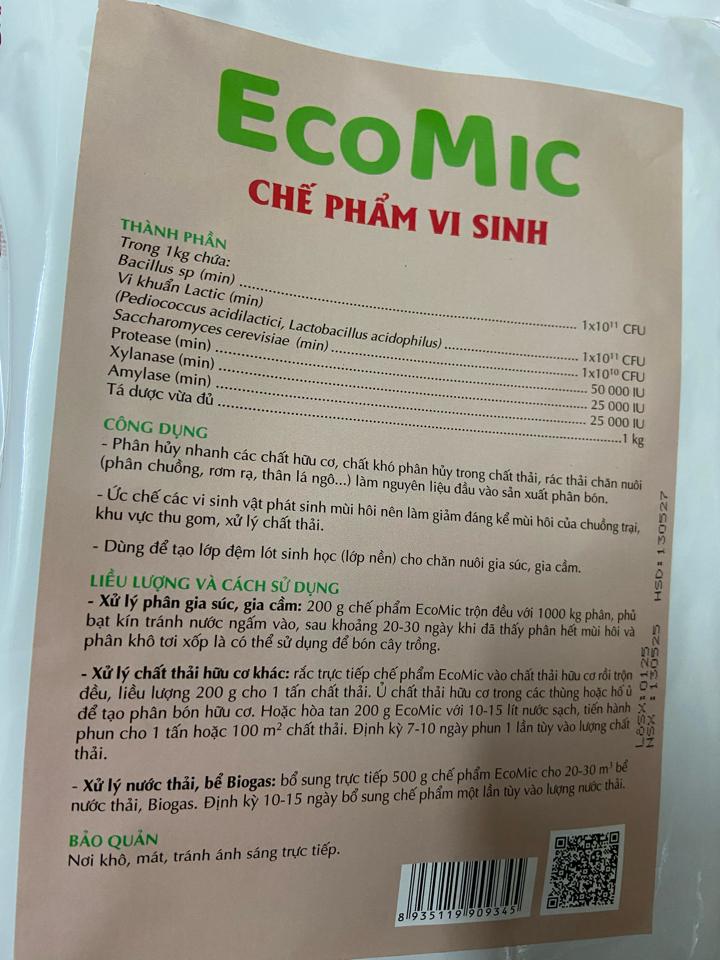 ECOMIC
CHẾ PHẨM VI SINH
THÀNH PHẦN
Trong 1kg chứa:
Bacillus sp (min) ........ 1x10¹¹ CFU
Vi khuẩn Lactic (min)
(Pediococcus acidilactici, Lactobacillus acidophilus) ........ 1x10¹¹ CFU
Saccharomyces cerevisiae (min) ........ 1x10¹⁰ CFU
Protease (min) ........ 50 000 IU
Xylanase (min) ........ 25 000 IU
Amylase (min) ........ 25 000 IU
Tá dược vừa đủ ........ 1 kg
CÔNG DỤNG
- Phân hủy nhanh các chất hữu cơ, chất khó phân hủy trong chất thải, rác thải chăn nuôi
(phân chuồng, rơm rạ, thân lá ngô...) làm nguyên liệu đầu vào sản xuất phân bón.
- Ức chế các vi sinh vật phát sinh mùi hôi nên làm giảm đáng kể mùi hôi của chuồng trại,
khu vực thu gom, xử lý chất thải.
- Dùng để tạo lớp đệm lót sinh học (lớp nền) cho chăn nuôi gia súc, gia cầm.
LIỀU LƯỢNG VÀ CÁCH SỬ DỤNG
- Xử lý phân gia súc, gia cầm: 200 g chế phẩm EcoMic trộn đều với 1000 kg phân, phủ
bạt kín tránh nước ngấm vào, sau khoảng 20-30 ngày khi đã thấy phân hết mùi hôi và
phân khô tơi xốp là có thể sử dụng để bón cây trồng.
- Xử lý chất thải hữu cơ khác: rắc trực tiếp chế phẩm EcoMic vào chất thải hữu cơ rồi trộn
đều, liều lượng 200 g cho 1 tấn chất thải. Ủ chất thải hữu cơ trong các thùng hoặc hố ủ
để tạo phân bón hữu cơ. Hoặc hòa tan 200 g EcoMic với 10-15 lít nước sạch, tiến hành
phun cho 1 tấn hoặc 100 m² chất thải. Định kỳ 7-10 ngày phun 1 lần tùy vào lượng chất
thải.
- Xử lý nước thải, bể Biogas: bổ sung trực tiếp 500 g chế phẩm EcoMic cho 20-30 m³ bể
nước thải, Biogas. Định kỳ 10-15 ngày bổ sung chế phẩm một lần tùy vào lượng nước thải.
BẢO QUẢN
Nơi khô, mát, tránh ánh sáng trực tiếp.
LôSX:0125
NSX :130525 HSD:130527
8 935119 909345